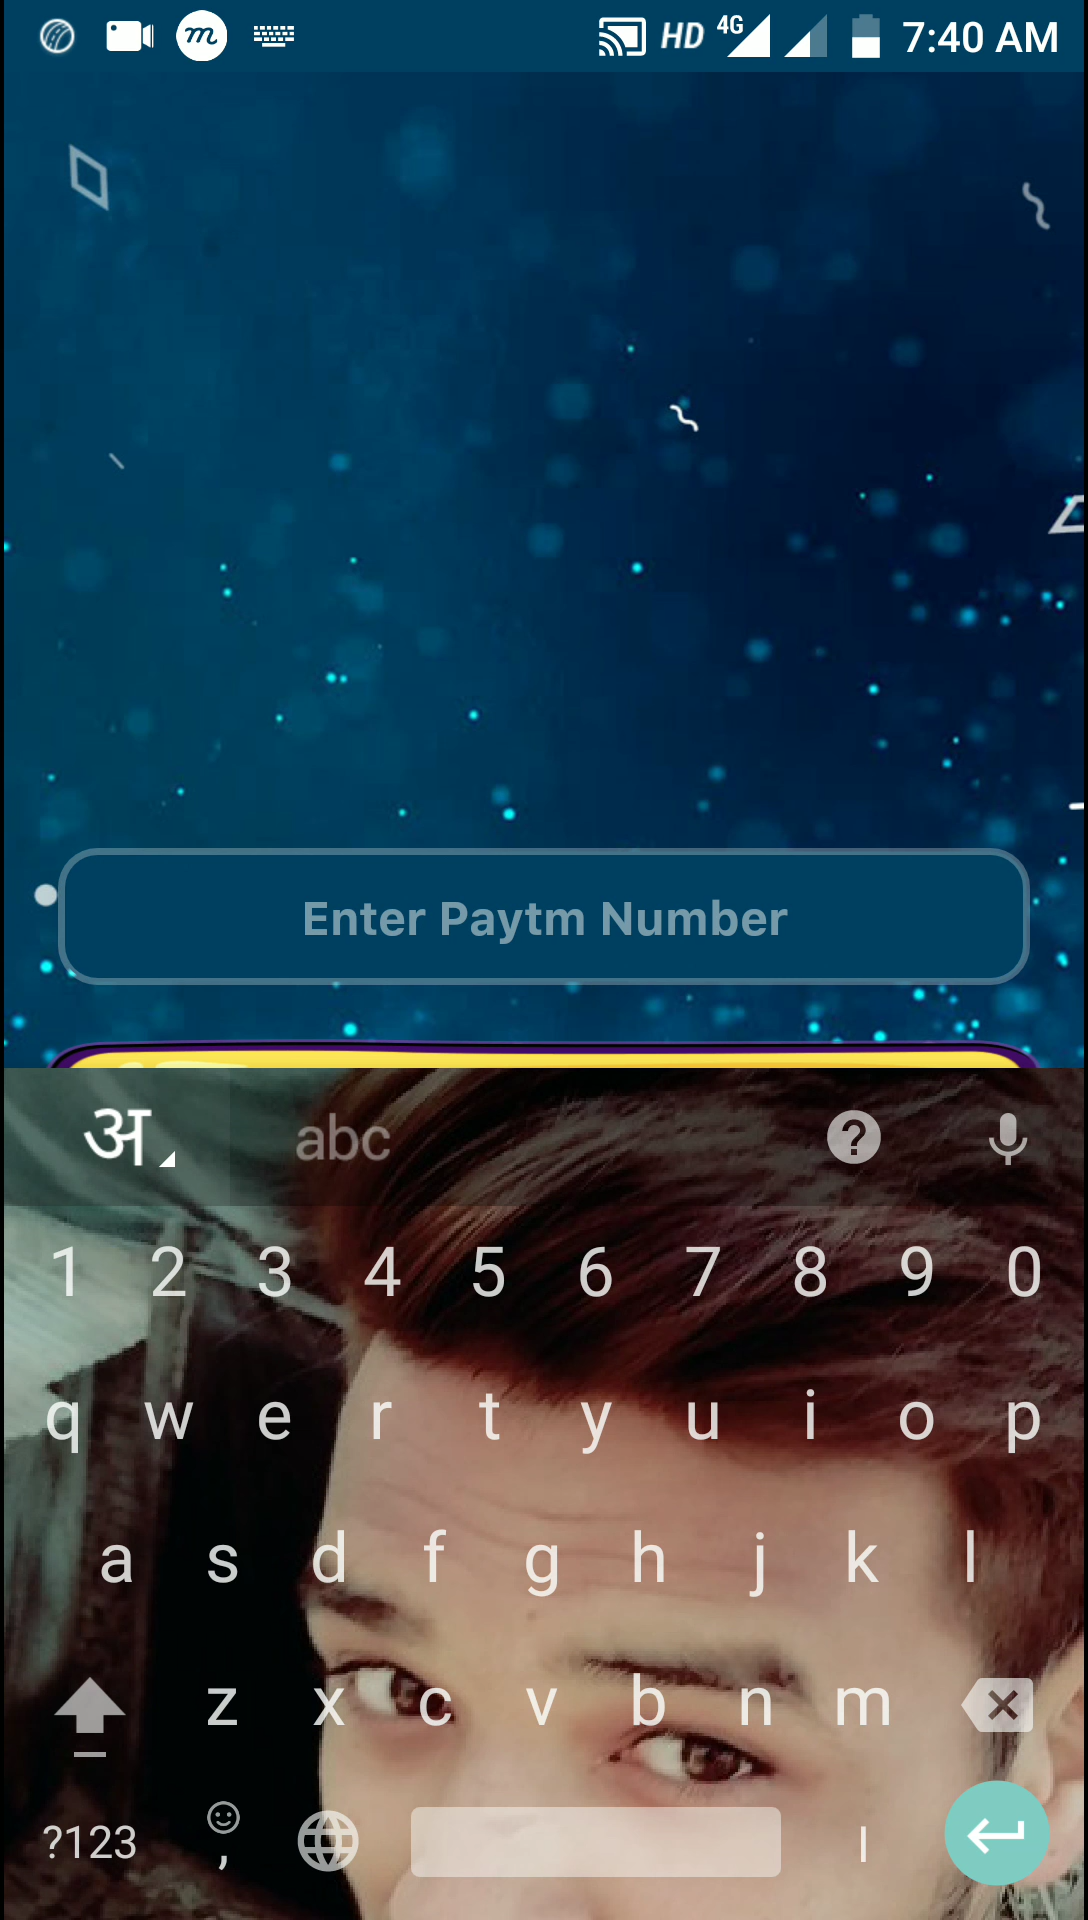 m HD 4G 7:40 AM
Enter Paytm Number
अ abc ?
1 2 3 4 5 6 7 8 9 0
q w e r t y u i o p
a s d f g h j k l
z x c v b n m
?123 , |